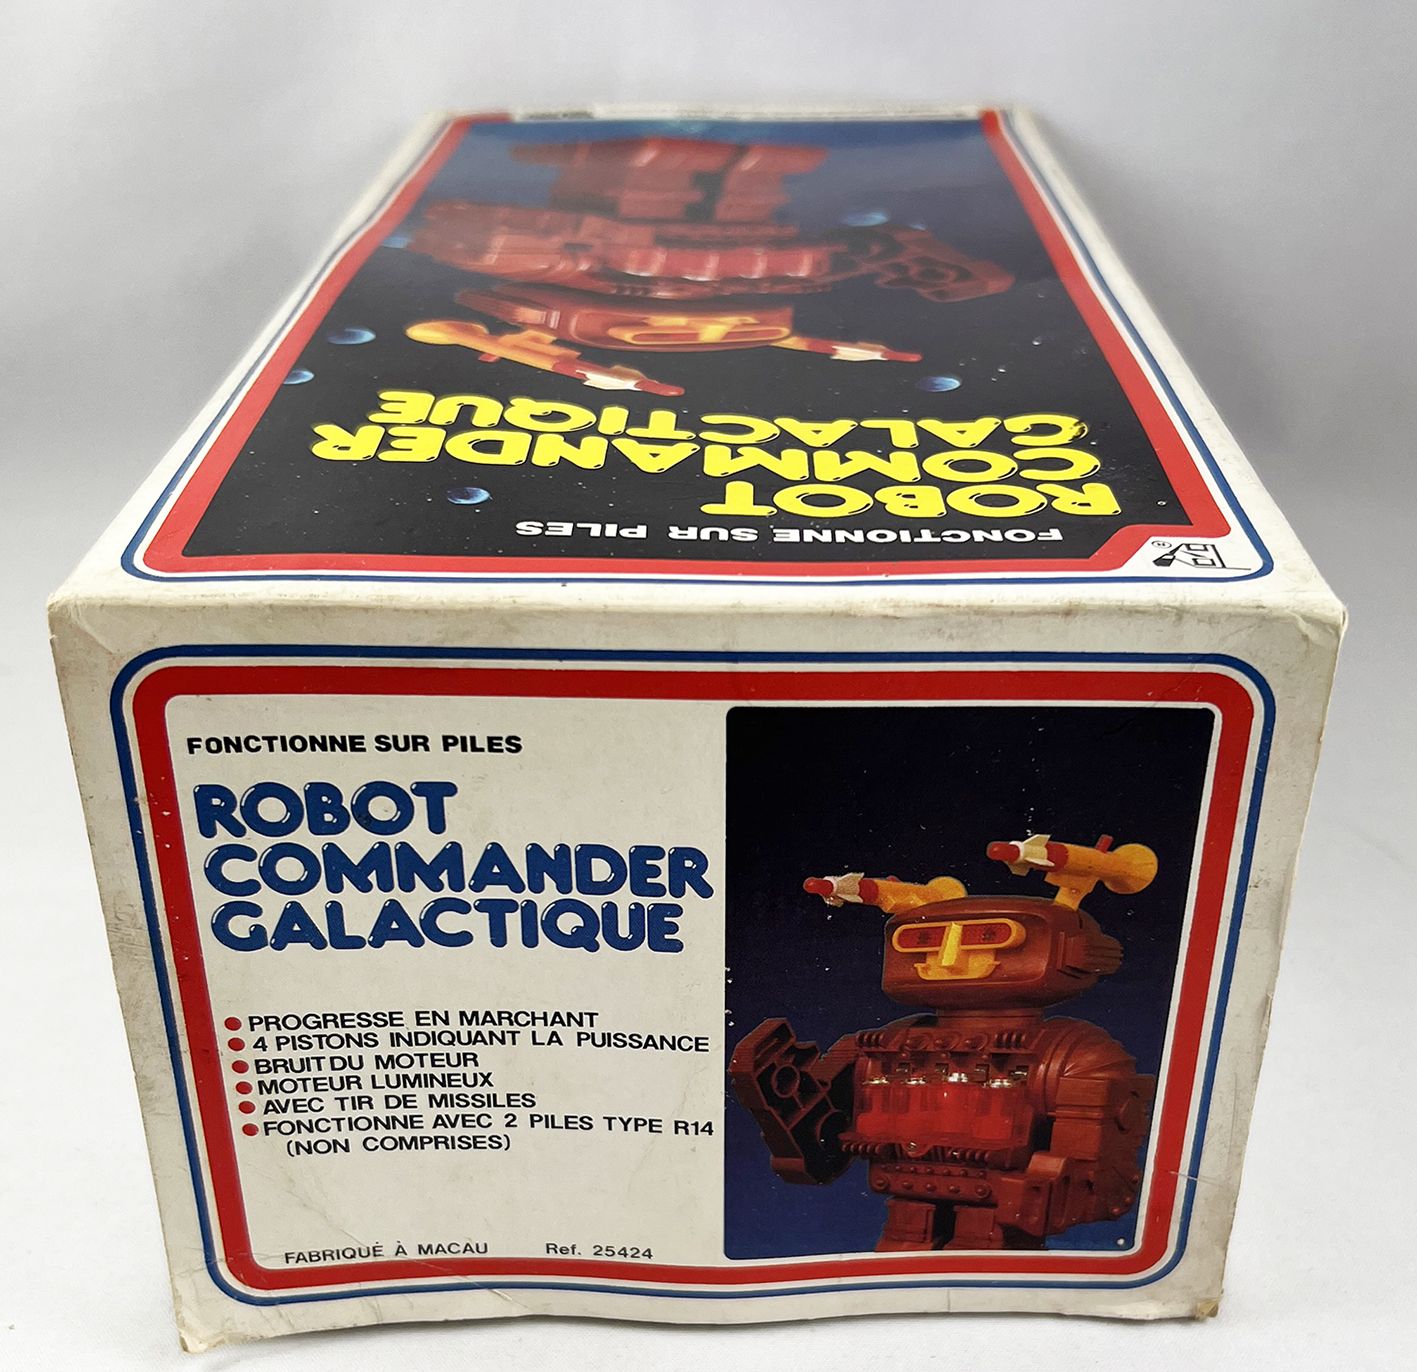 FONCTIONNE SUR PILES
ROBOT
COMMANDER
GALACTIQUE
FONCTIONNE SUR PILES
ROBOT
COMMANDER
GALACTIQUE
PROGRESSE EN MARCHANT
4 PISTONS INDIQUANT LA PUISSANCE
BRUIT DU MOTEUR
MOTEUR LUMINEUX
AVEC TIR DE MISSILES
FONCTIONNE AVEC 2 PILES TYPE R14
(NON COMPRISES)
FABRIQUÉ À MACAU Ref. 25424